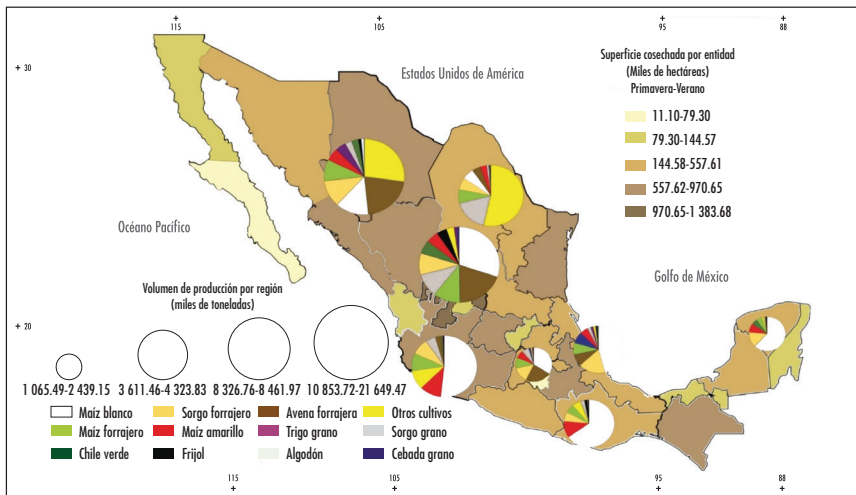 115
105
95
88
+ 30
Estados Unidos de América
Superficie cosechada por entidad
(Miles de hectáreas)
Primavera-Verano
11.10-79.30
79.30-144.57
144.58-557.61
557.62-970.65
970.65-1 383.68
Océano Pacífico
Golfo de México
Volumen de producción por región
(miles de toneladas)
+ 20
1 065.49-2 439.15
3 611.46-4 323.83
8 326.76-8 461.97
10 853.72-21 649.47
Maíz blanco
Sorgo forrajero
Avena forrajera
Otros cultivos
Maíz forrajero
Maíz amarillo
Trigo grano
Sorgo grano
Chile verde
Frijol
Algodón
Cebada grano
115
105
95
88